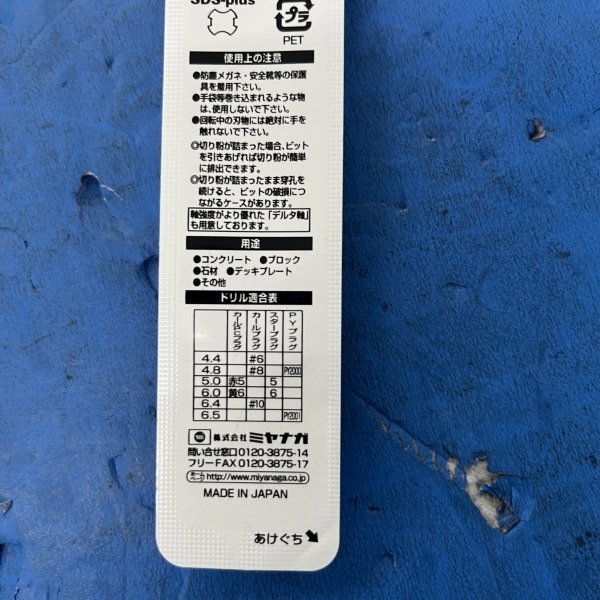 SDS-plus
プラ
PET
使用上の注意
●防塵メガネ・安全靴等の保護
具を着用下さい。
●手袋等巻き込まれるような物
は、使用しないで下さい。
●回転中の刃物には絶対に手を
触れないで下さい。
◎切り粉が詰まった場合、ビット
を引きあげれば切り粉が簡単
に排出できます。
◎切り粉が詰まったまま穿孔を
続けると、ビットの破損につ
ながるケースがあります。
軸強度がより優れた「デルタ軸」
も用意しております。
用途
●コンクリート ●ブロック
●石材 ●デッキプレート
●その他
ドリル適合表
カールCプラグ カールプラグ スタープラグ PYプラグ
4.4 #6
4.8 #8 PY2000
5.0 赤5 5
6.0 黄6 6
6.4 #10
6.5 PY2001
株式会社 ミヤナガ
問い合せ窓口0120-3875-14
フリーFAX0120-3875-17
http://www.miyanaga.co.jp
MADE IN JAPAN
あけぐち